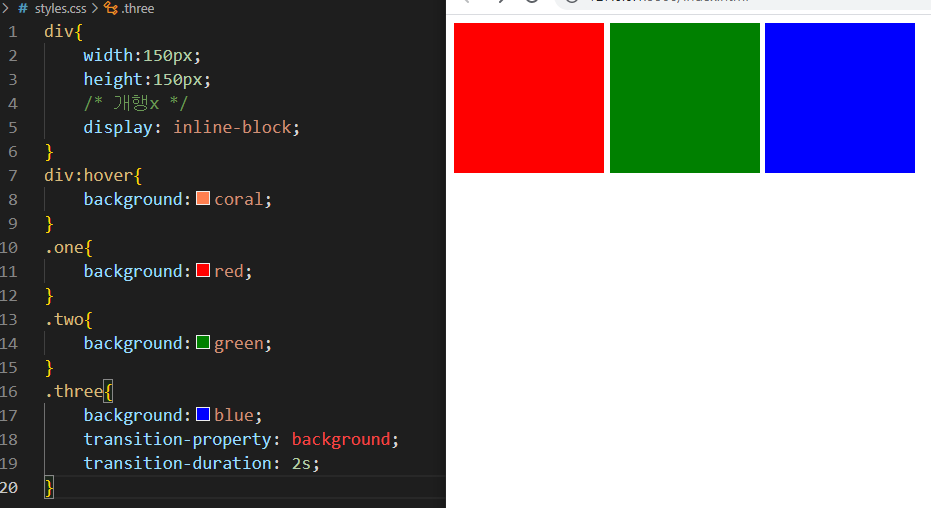 styles.css > .three
1 div{
2 width:150px;
3 height:150px;
4 /* 개행x */
5 display: inline-block;
6 }
7 div:hover{
8 background: coral;
9 }
10 .one{
11 background: red;
12 }
13 .two{
14 background: green;
15 }
16 .three{
17 background: blue;
18 transition-property: background;
19 transition-duration: 2s;
20 }